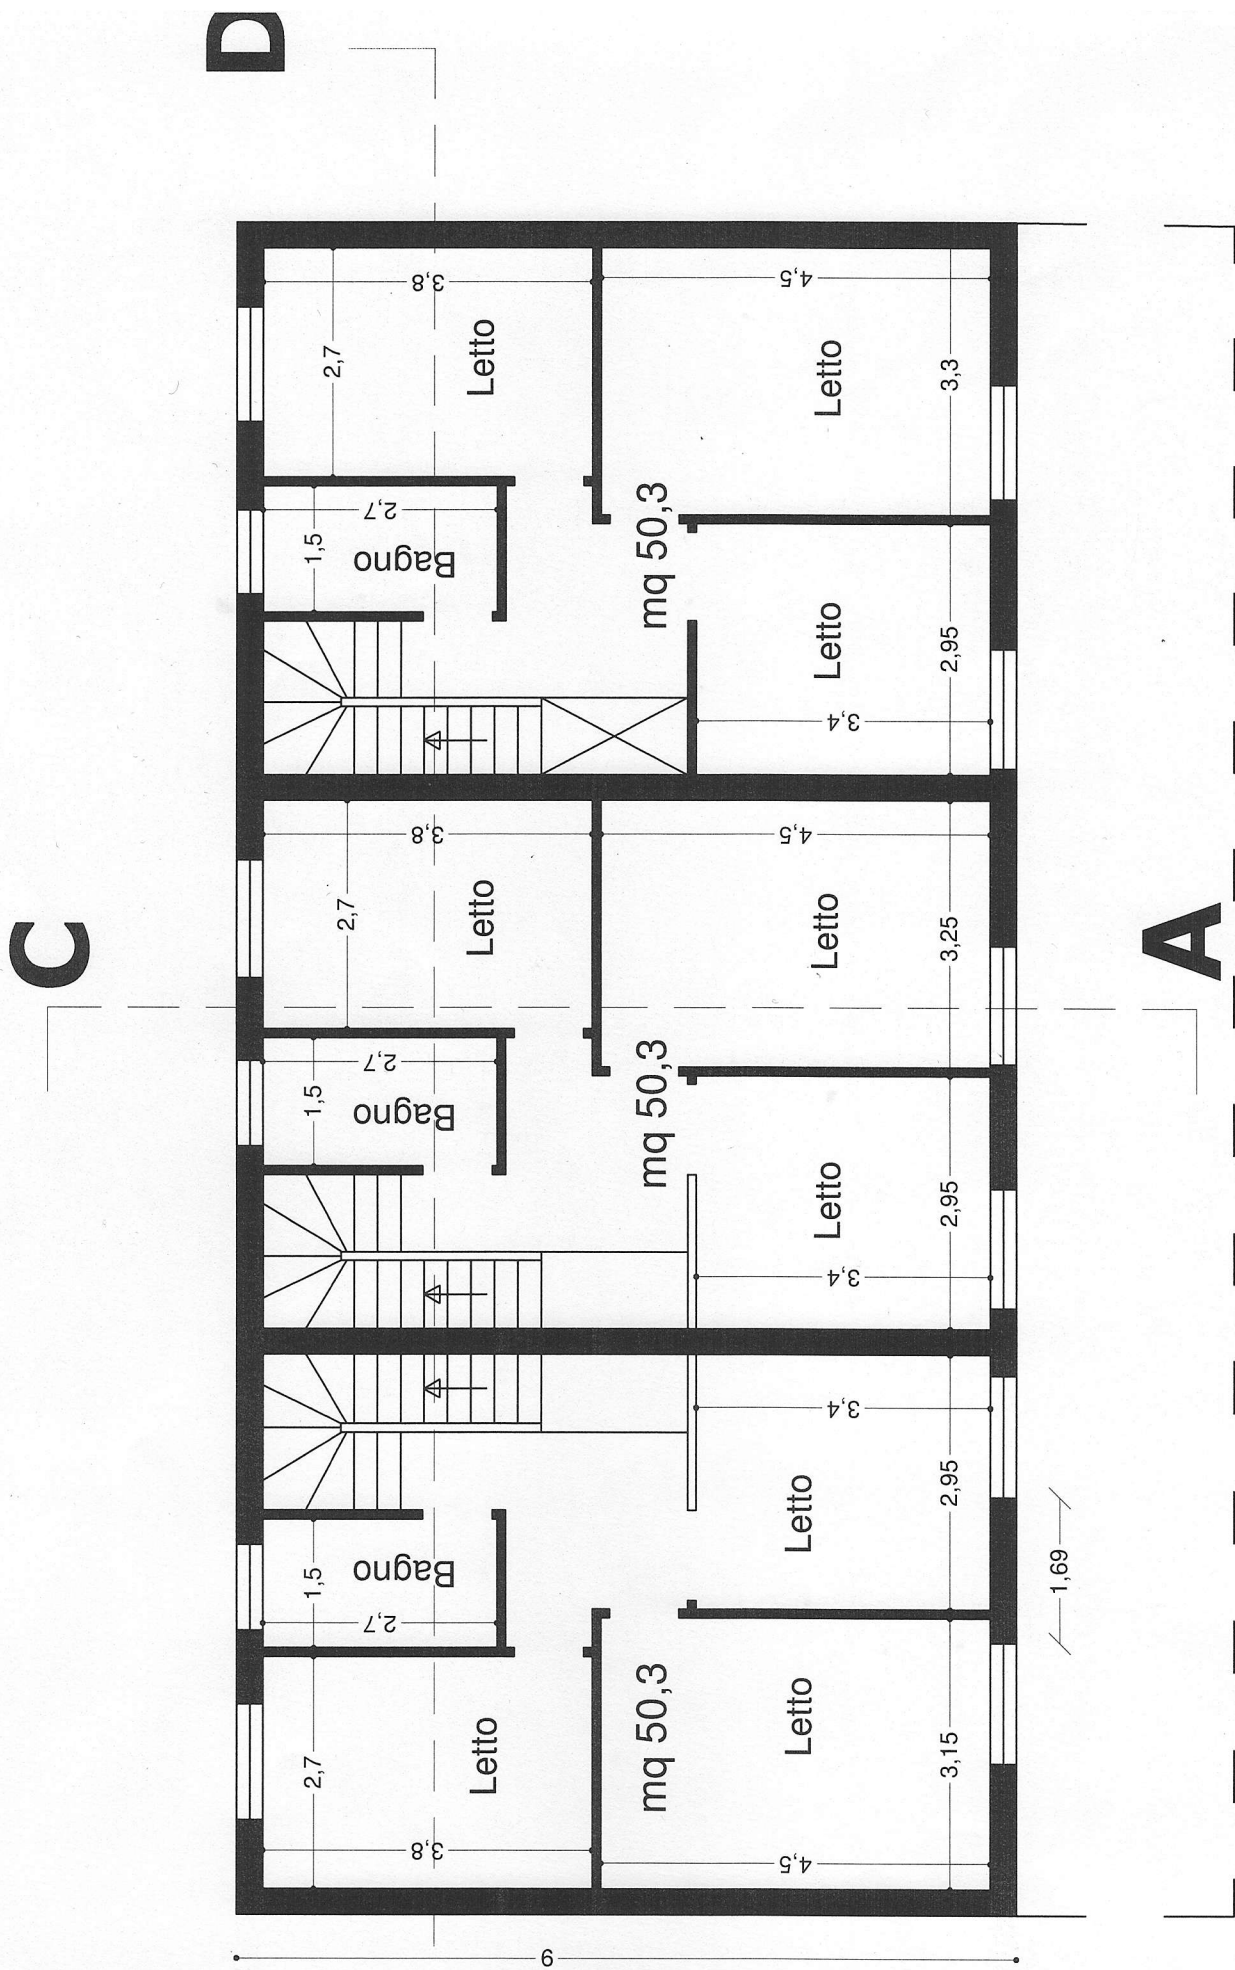 D
C
A
3,8
4,5
2,7
Letto
Letto
3,3
2,7
1,5
Bagno
mq 50,3
Letto
2,95
3,4
3,8
4,5
2,7
Letto
Letto
3,25
2,7
1,5
Bagno
mq 50,3
Letto
2,95
3,4
3,4
Letto
2,95
1,5
Bagno
2,7
1,69
mq 50,3
Letto
Letto
2,7
3,15
3,8
4,5
9